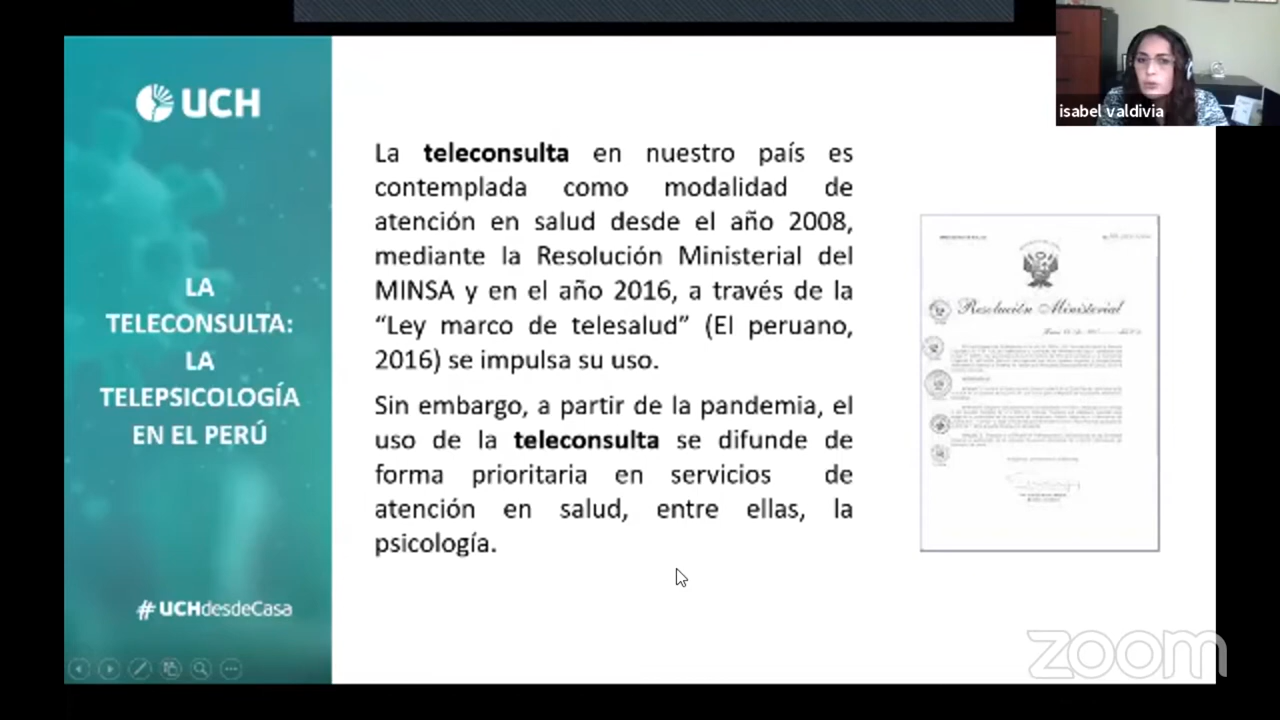 UCH
LA
TELECONSULTA:
LA
TELEPSICOLOGÍA
EN EL PERÚ
#UCHdesdeCasa
La teleconsulta en nuestro país es
contemplada como modalidad de
atención en salud desde el año 2008,
mediante la Resolución Ministerial del
MINSA y en el año 2016, a través de la
“Ley marco de telesalud” (El peruano,
2016) se impulsa su uso.
Sin embargo, a partir de la pandemia, el
uso de la teleconsulta se difunde de
forma prioritaria en servicios de
atención en salud, entre ellas, la
psicología.
Resolución Ministerial
isabel valdivia
zoom